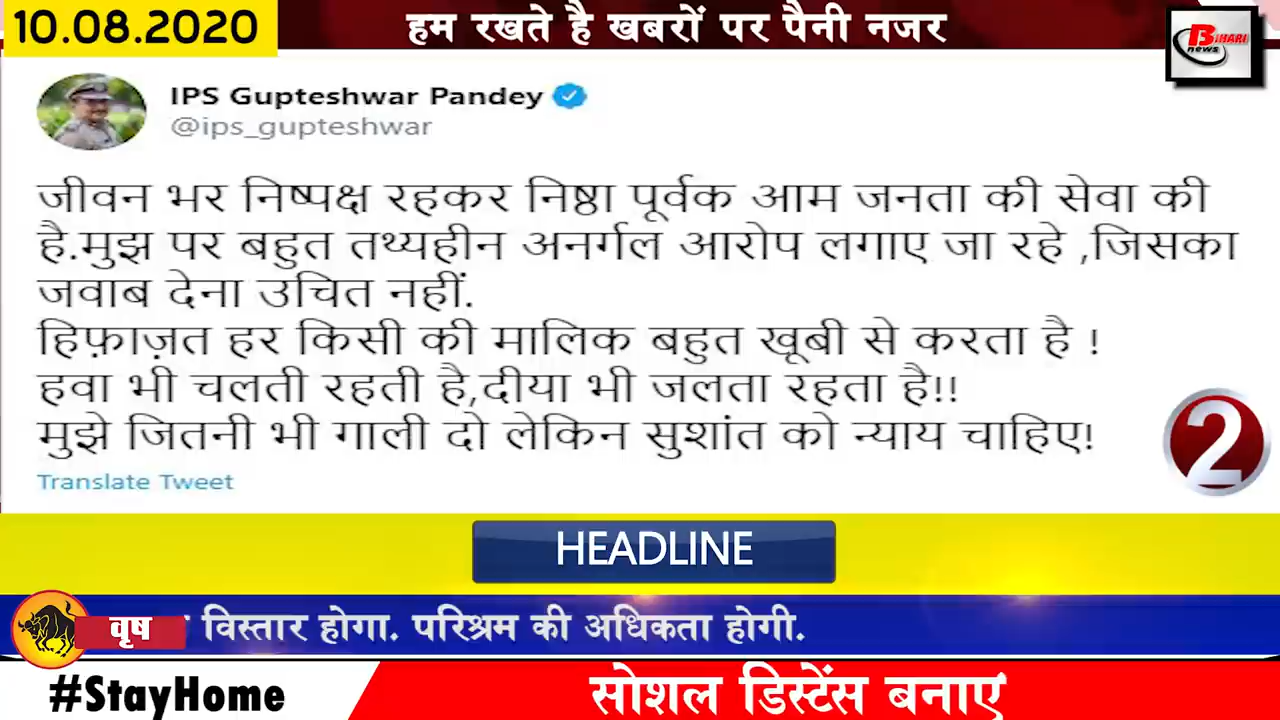 10.08.2020
हम रखते है खबरों पर पैनी नजर
BIHARI
news
IPS Gupteshwar Pandey
@ips_gupteshwar
जीवन भर निष्पक्ष रहकर निष्ठा पूर्वक आम जनता की सेवा की
है.मुझ पर बहुत तथ्यहीन अनर्गल आरोप लगाए जा रहे ,जिसका
जवाब देना उचित नहीं.
हिफ़ाज़त हर किसी की मालिक बहुत खूबी से करता है !
हवा भी चलती रहती है,दीया भी जलता रहता है!!
मुझे जितनी भी गाली दो लेकिन सुशांत को न्याय चाहिए!
Translate Tweet
2
HEADLINE
वृष
विस्तार होगा. परिश्रम की अधिकता होगी.
#StayHome
सोशल डिस्टेंस बनाएं